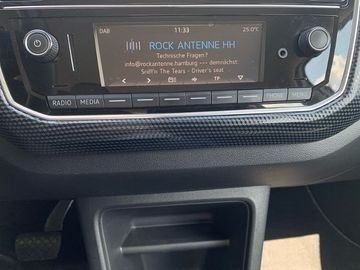 DAB 11:33 25.0°C
ROCK ANTENNE HH
Technische Fragen?
info@rockantenne.hamburg --- demnächst:
Sniff'n The Tears - Driver's seat
TP
RADIO MEDIA PHONE MENU